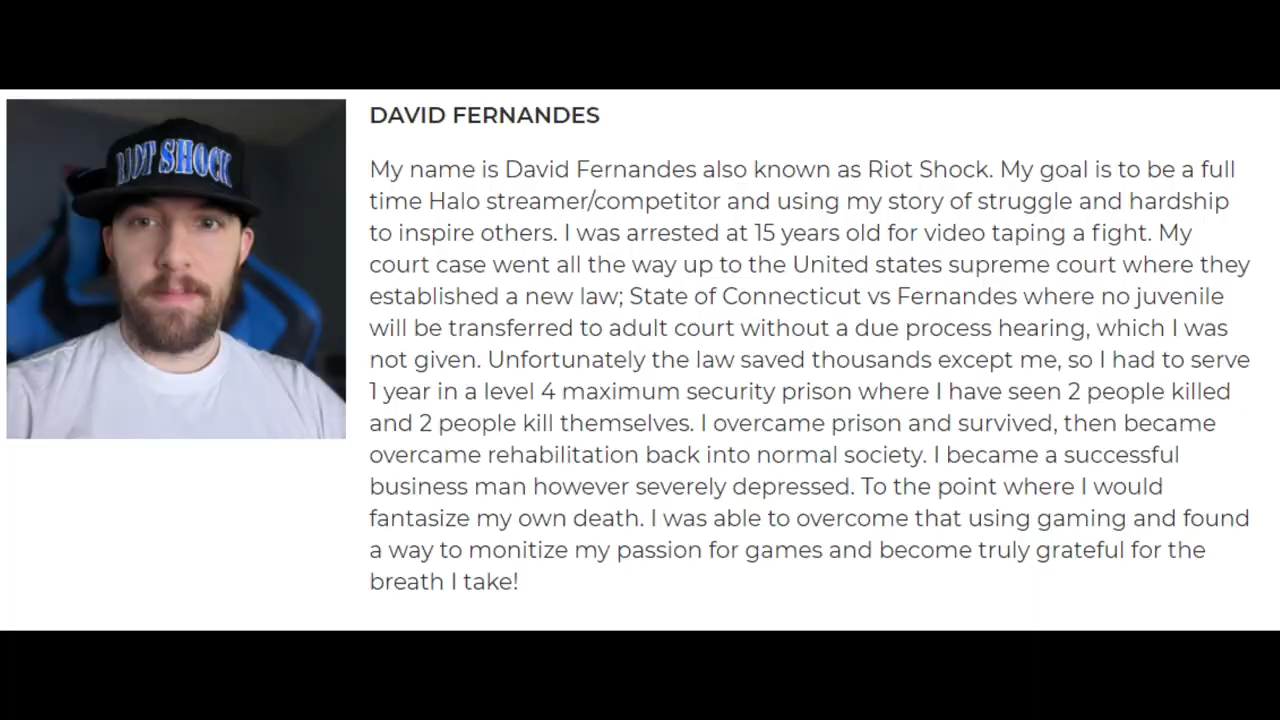 RIOT SHOCK
DAVID FERNANDES
My name is David Fernandes also known as Riot Shock. My goal is to be a full
time Halo streamer/competitor and using my story of struggle and hardship
to inspire others. I was arrested at 15 years old for video taping a fight. My
court case went all the way up to the United states supreme court where they
established a new law; State of Connecticut vs Fernandes where no juvenile
will be transferred to adult court without a due process hearing, which I was
not given. Unfortunately the law saved thousands except me, so I had to serve
1 year in a level 4 maximum security prison where I have seen 2 people killed
and 2 people kill themselves. I overcame prison and survived, then became
overcame rehabilitation back into normal society. I became a successful
business man however severely depressed. To the point where I would
fantasize my own death. I was able to overcome that using gaming and found
a way to monitize my passion for games and become truly grateful for the
breath I take!